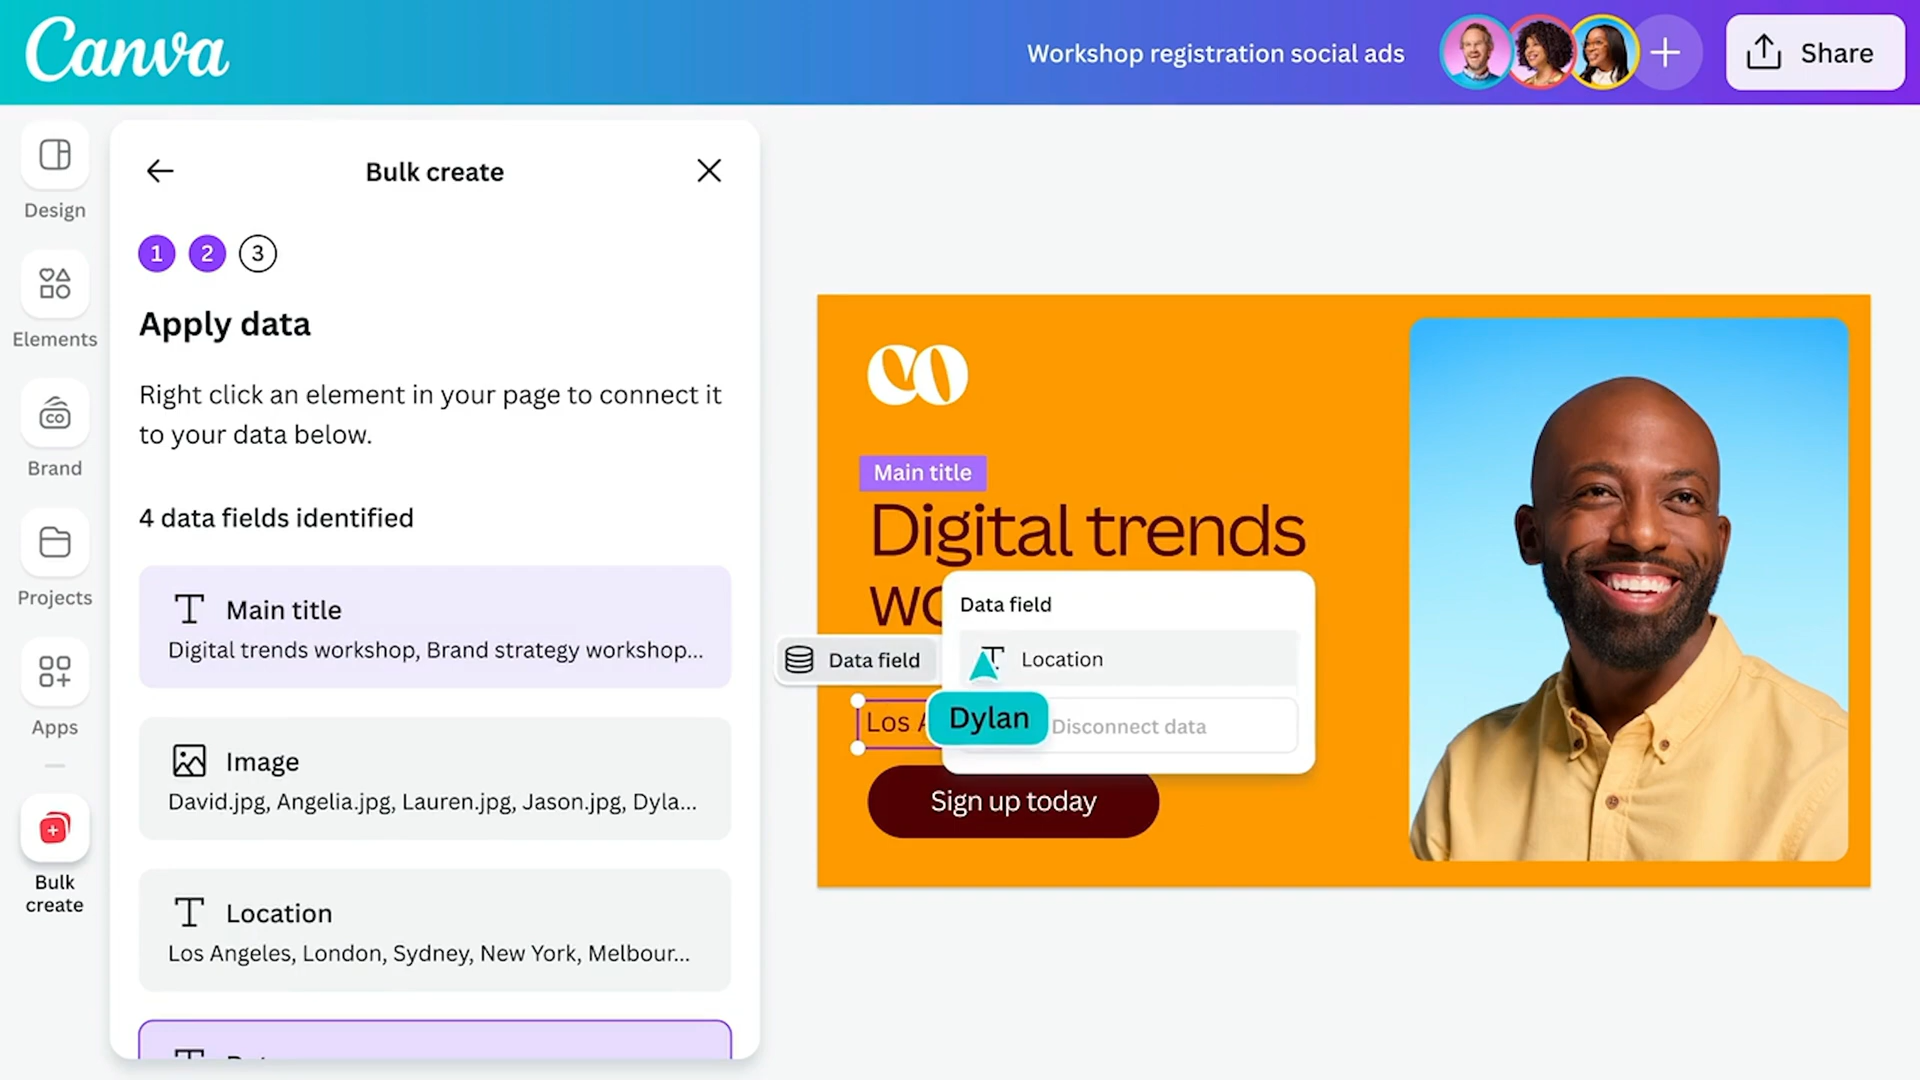 Canva
Workshop registration social ads
Share
Design
Elements
Brand
Projects
Apps
Bulk
create
Bulk create
1 2 3
Apply data
Right click an element in your page to connect it
to your data below.
4 data fields identified
Main title
Digital trends workshop, Brand strategy workshop...
Image
David.jpg, Angelia.jpg, Lauren.jpg, Jason.jpg, Dyla...
Location
Los Angeles, London, Sydney, New York, Melbour...
CO
Main title
Digital trends
Data field
Data field
Location
Los
Dylan
Disconnect data
Sign up today